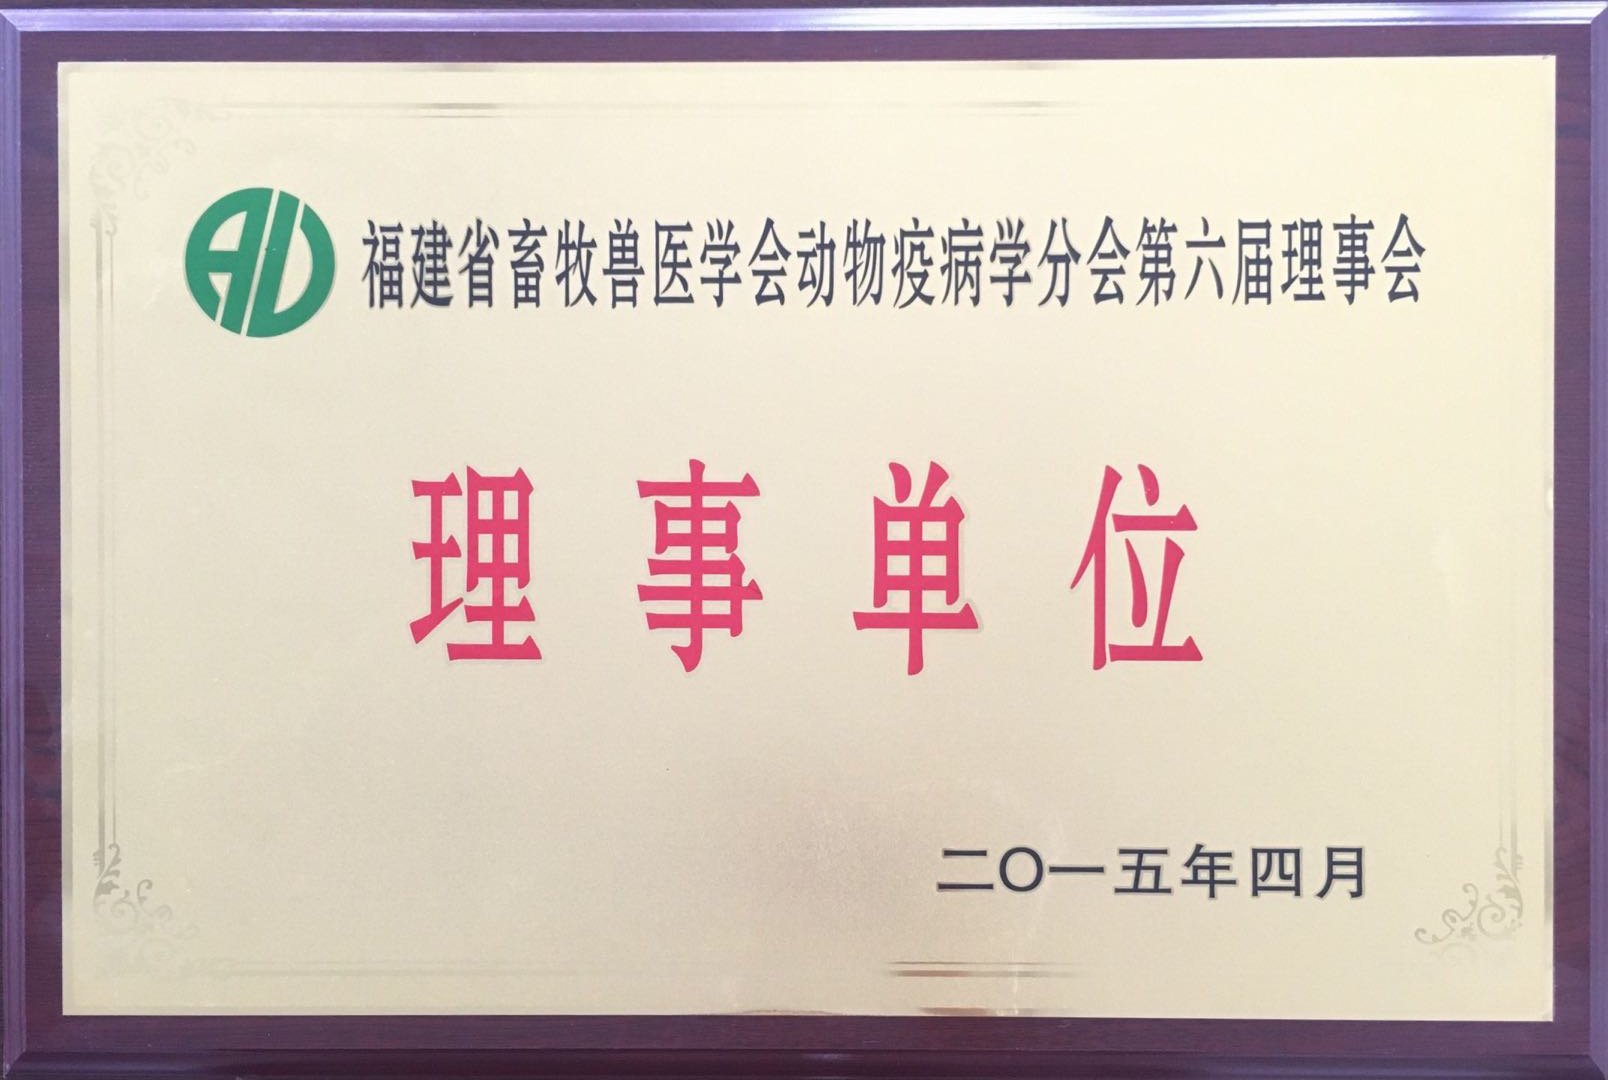 福建省畜牧兽医学会动物疫病学分会第六届理事会
理事单位
二〇一五年四月